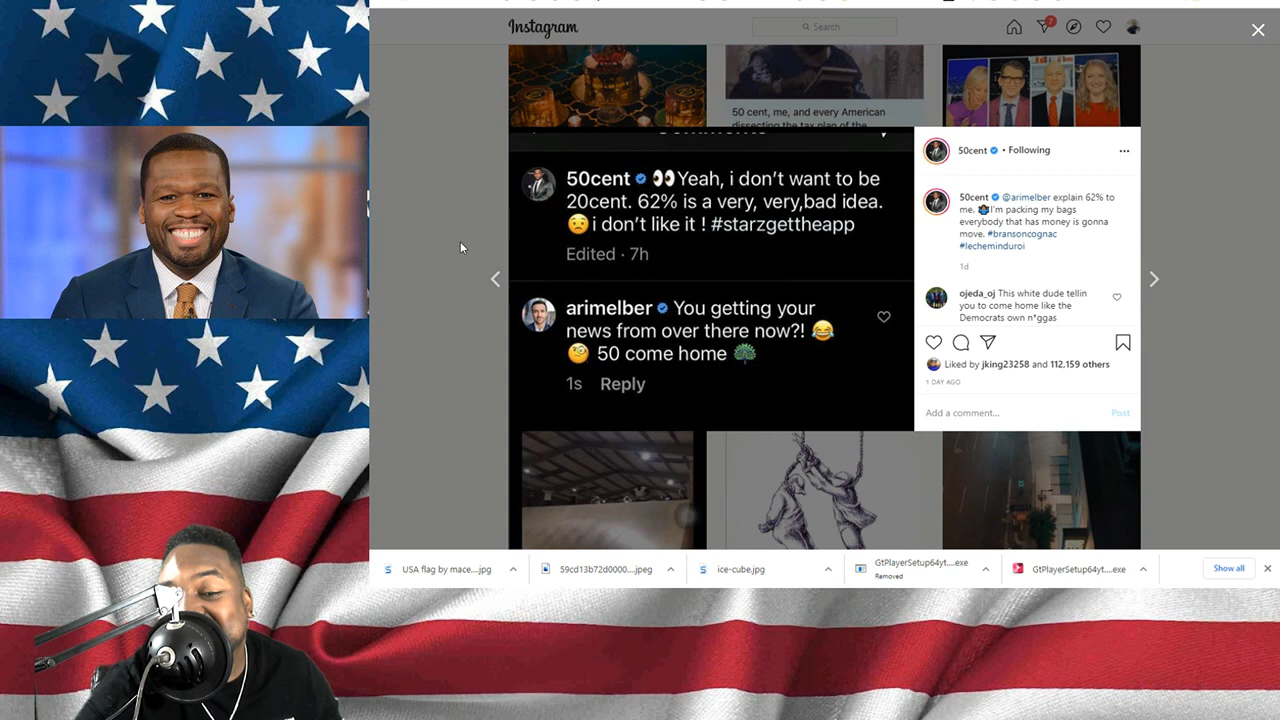 Instagram
Search
7
50 cent, me, and every American
dissecting the tax plan of the
Comments
50cent 👀Yeah, i don’t want to be
20cent. 62% is a very, very,bad idea.
😟i don’t like it ! #starzgettheapp
Edited · 7h
arimelber You getting your
news from over there now?! 😂
🧐 50 come home 🌳
1s Reply
50cent • Following
50cent @arimelber explain 62% to
me. 🤷🏿‍♂️I'm packing my bags
everybody that has money is gonna
move. #bransoncognac
#lecheminduroi
1d
ojeda_oj This white dude tellin
you to come home like the
Democrats own n*ggas
Liked by jking23258 and 112,159 others
1 DAY AGO
Add a comment...
Post
USA flag by mace....jpg
59cd13b72d0000....jpeg
ice-cube.jpg
GtPlayerSetup64yt....exe
Removed
GtPlayerSetup64yt....exe
Show all